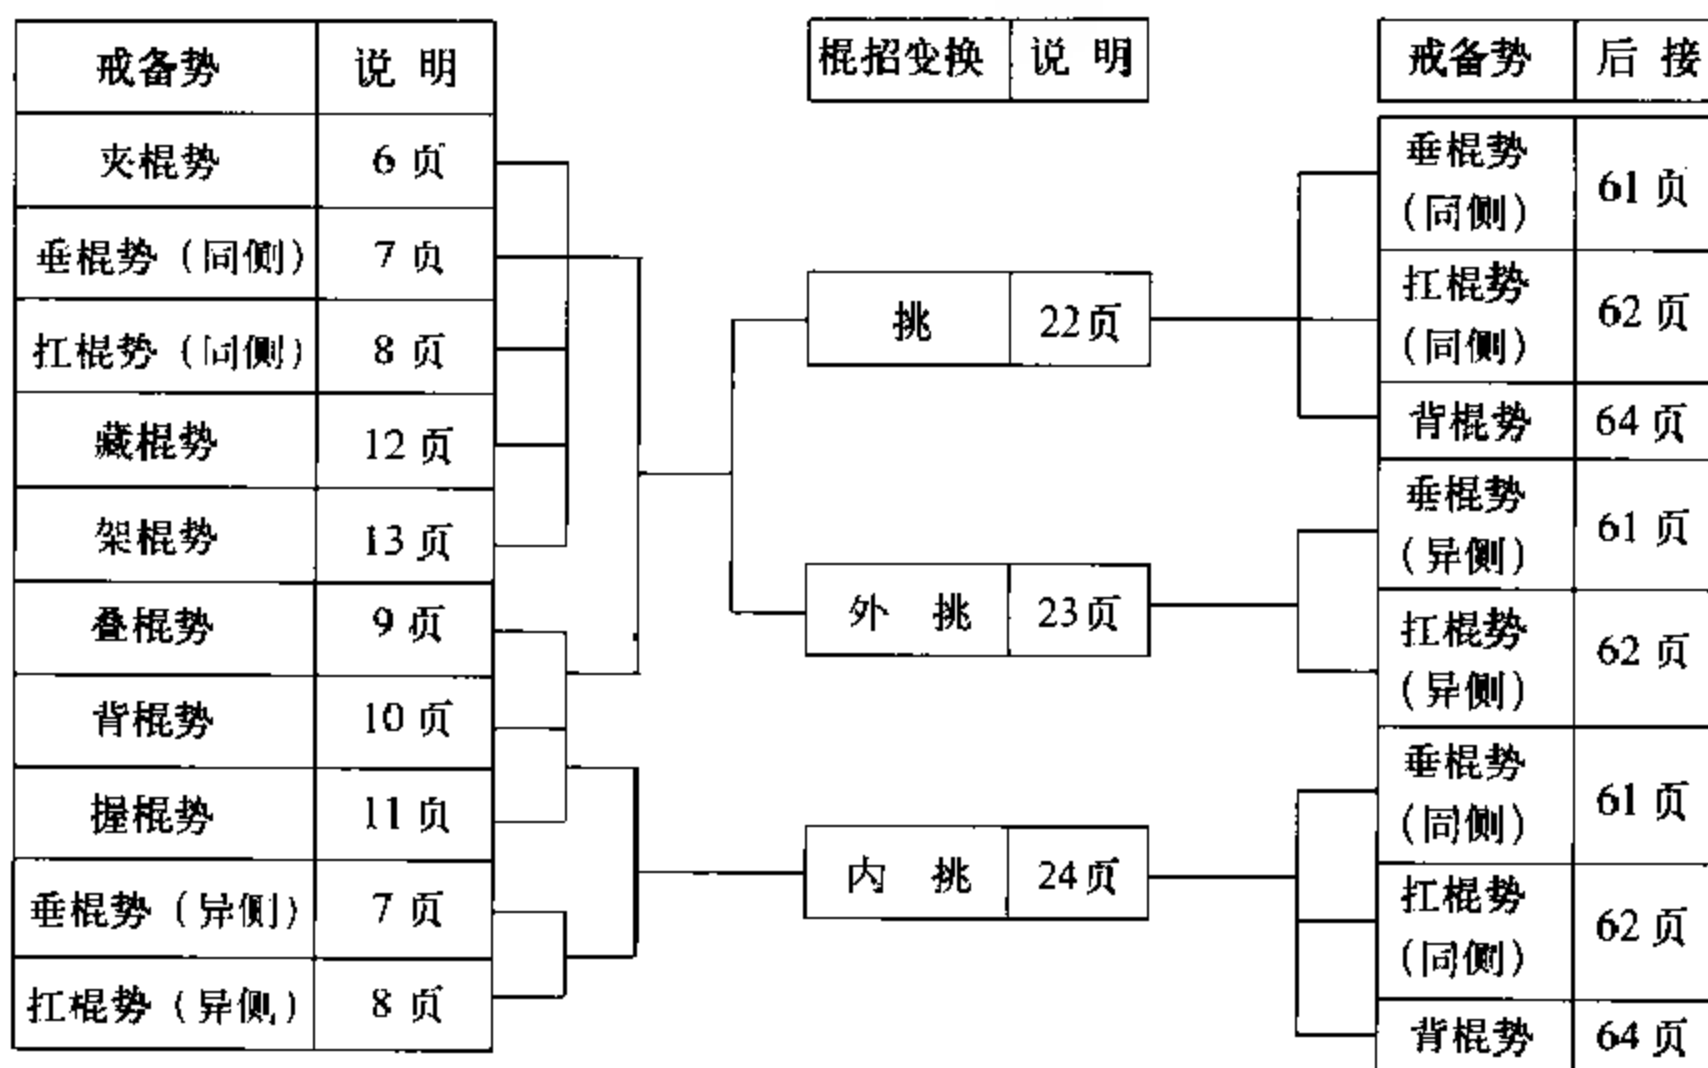 戒备势 说 明
夹棍势 6 页
垂棍势（同侧） 7 页
扛棍势（同侧） 8 页
藏棍势 12 页
架棍势 13 页
叠棍势 9 页
背棍势 10 页
握棍势 11 页
垂棍势（异侧） 7 页
扛棍势（异侧） 8 页
棍招变换 说 明
挑 22页
外 挑 23页
内 挑 24页
戒备势 后 接
垂棍势
（同侧） 61 页
扛棍势
（同侧） 62 页
背棍势 64 页
垂棍势
（异侧） 61 页
扛棍势
（异侧） 62 页
垂棍势
（同侧） 61 页
扛棍势
（同侧） 62 页
背棍势 64 页